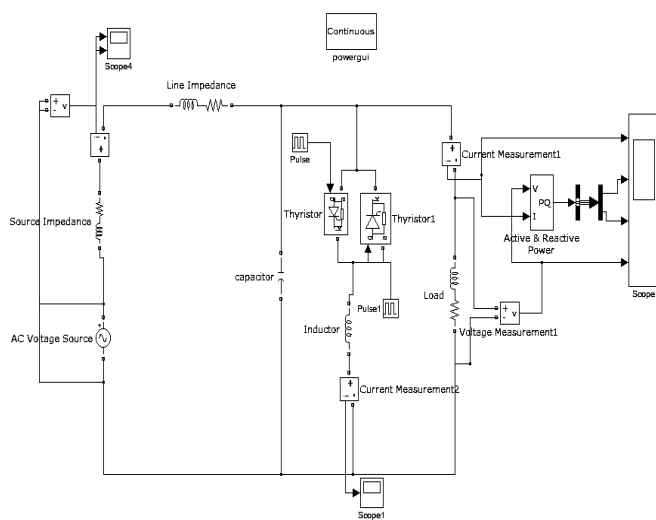 Continuous
powergui
Scope4
Line Impedance
+
-
v
Pulse
Current Measurement1
Thyristor
Thyristor1
V
I
PQ
Active & Reactive
Power
Scope
Source Impedance
capacitor
Pulse1
Load
Inductor
+
-
v
Voltage Measurement1
AC Voltage Source
Current Measurement2
Scope1